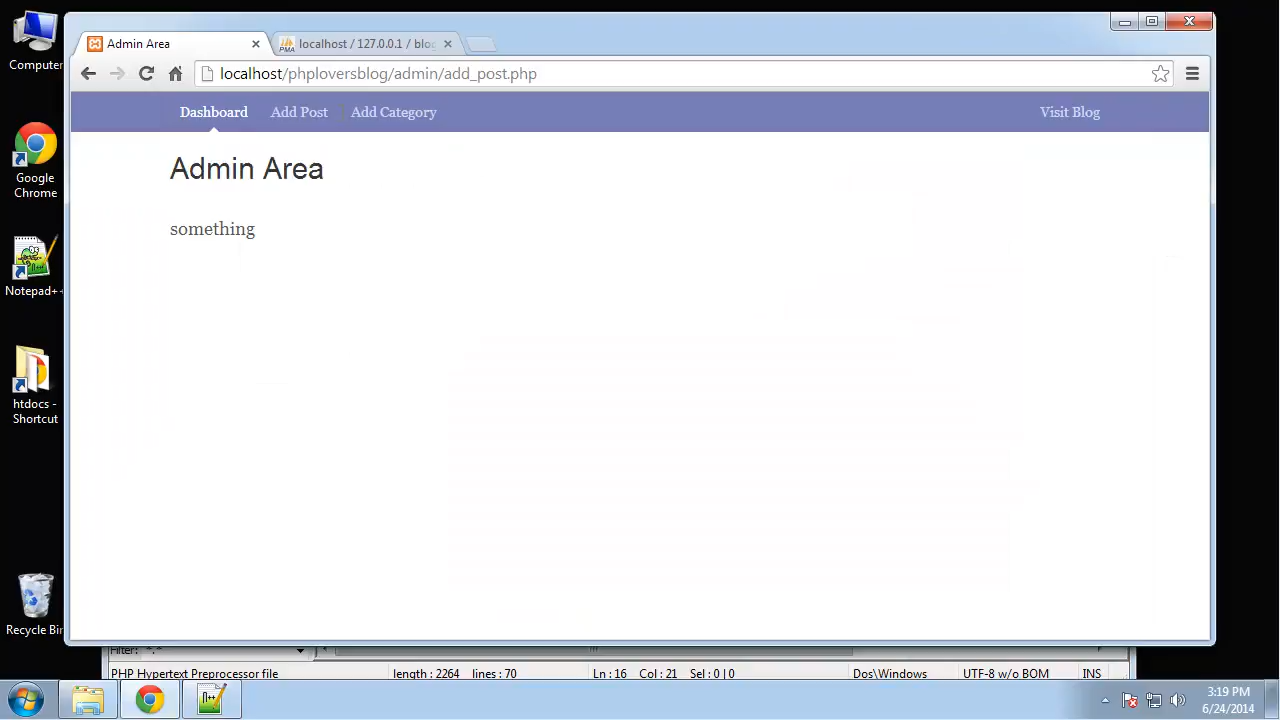 Computer
Admin Area
localhost / 127.0.0.1 / blog
localhost/phploversblog/admin/add_post.php
Dashboard
Add Post
Add Category
Visit Blog
Admin Area
something
Google
Chrome
Notepad++
htdocs -
Shortcut
Recycle Bin
Filter: *.*
PHP Hypertext Preprocessor file
length : 2264
lines : 70
Ln : 16
Col : 21
Sel : 0 | 0
Dos\Windows
UTF-8 w/o BOM
INS
3:19 PM
6/24/2014